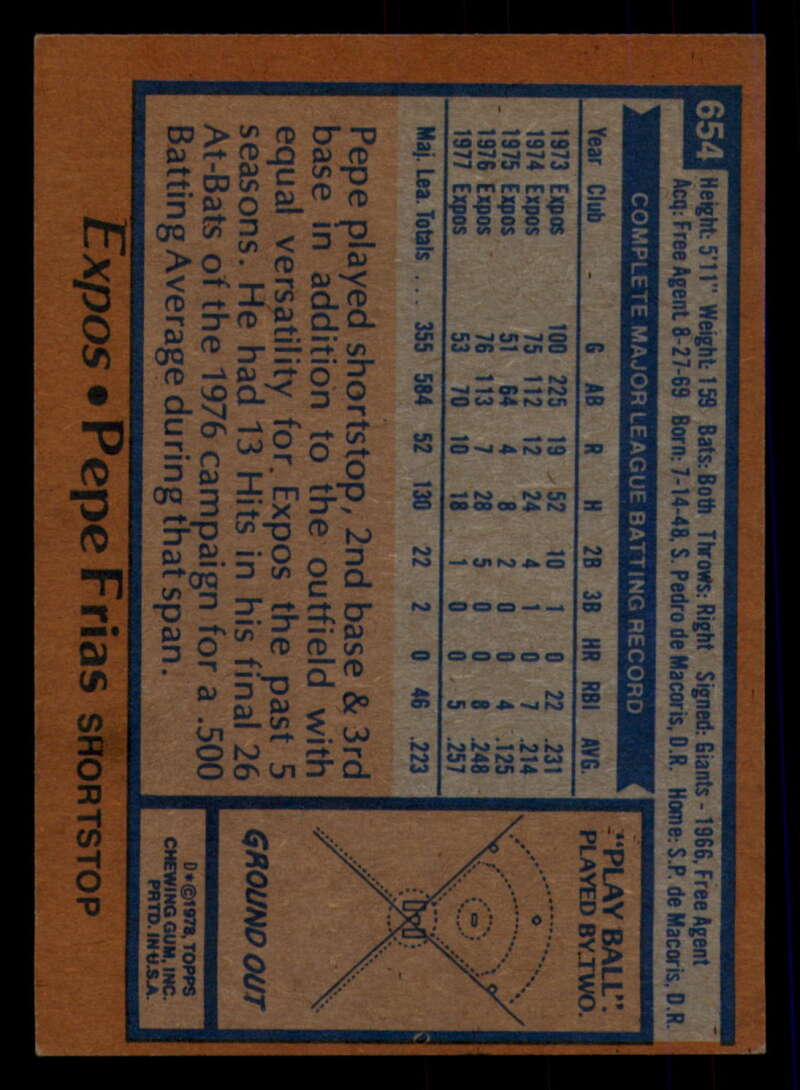 654
Height: 5'11" Weight: 159 Bats: Both Throws: Right Signed: Giants - 1966, Free Agent
Acq: Free Agent 8-27-69 Born: 7-14-48, S. Pedro de Macoris, D.R. Home: S.P. de Macoris, D.R.
COMPLETE MAJOR LEAGUE BATTING RECORD
Year Club G AB R H 2B 3B HR RBI AVG.
1973 Expos 100 225 19 52 10 1 0 22 .231
1974 Expos 75 112 12 24 4 1 0 7 .214
1975 Expos 51 64 4 8 2 0 0 4 .125
1976 Expos 76 113 7 28 5 0 0 8 .248
1977 Expos 53 70 10 18 1 0 0 5 .257
Maj. Lea. Totals ... 355 584 52 130 22 2 0 46 .223
Pepe played shortstop, 2nd base & 3rd
base in addition to the outfield with
equal versatility for Expos the past 5
seasons. He had 13 Hits in his final 26
At-Bats of the 1976 campaign for a .500
Batting Average during that span.
Expos • Pepe Frias SHORTSTOP
"PLAY BALL"
PLAYED BY TWO.
GROUND OUT
D*©1978, TOPPS
CHEWING GUM, INC.
PRTD. IN U.S.A.